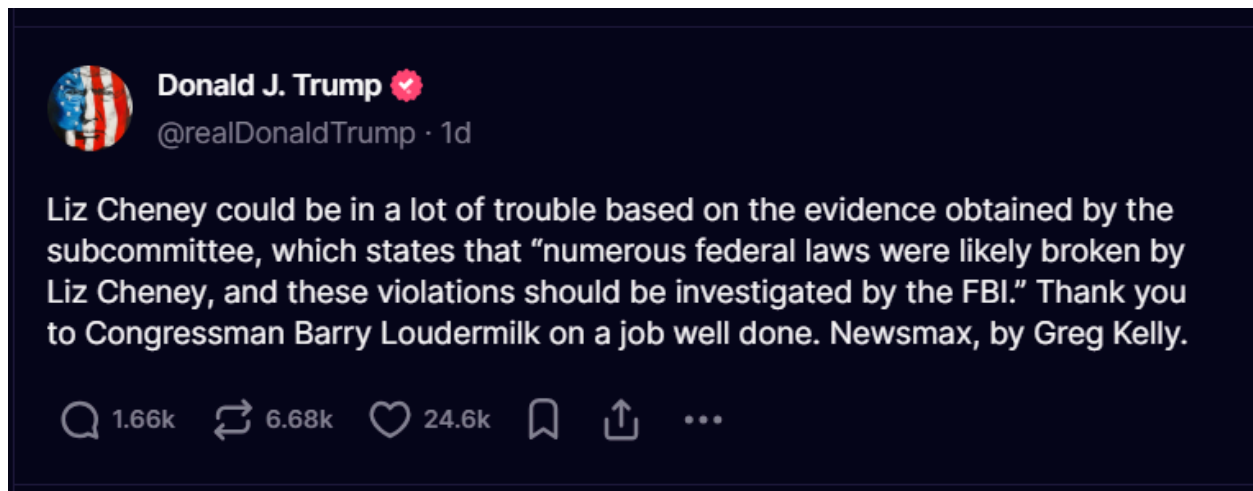 Donald J. Trump
@realDonaldTrump · 1d
Liz Cheney could be in a lot of trouble based on the evidence obtained by the
subcommittee, which states that “numerous federal laws were likely broken by
Liz Cheney, and these violations should be investigated by the FBI.” Thank you
to Congressman Barry Loudermilk on a job well done. Newsmax, by Greg Kelly.
1.66k 6.68k 24.6k